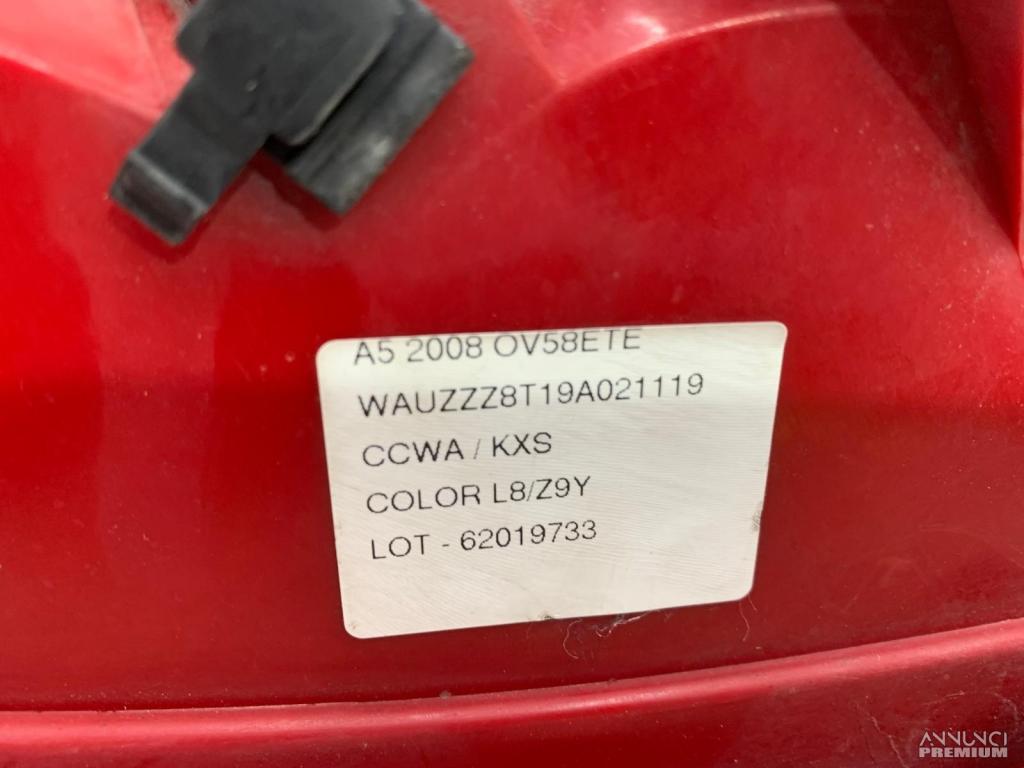 A5 2008 OV58ETE
WAUZZZ8T19A021119
CCWA / KXS
COLOR L8/Z9Y
LOT - 62019733
ANNUNCI
PREMIUM